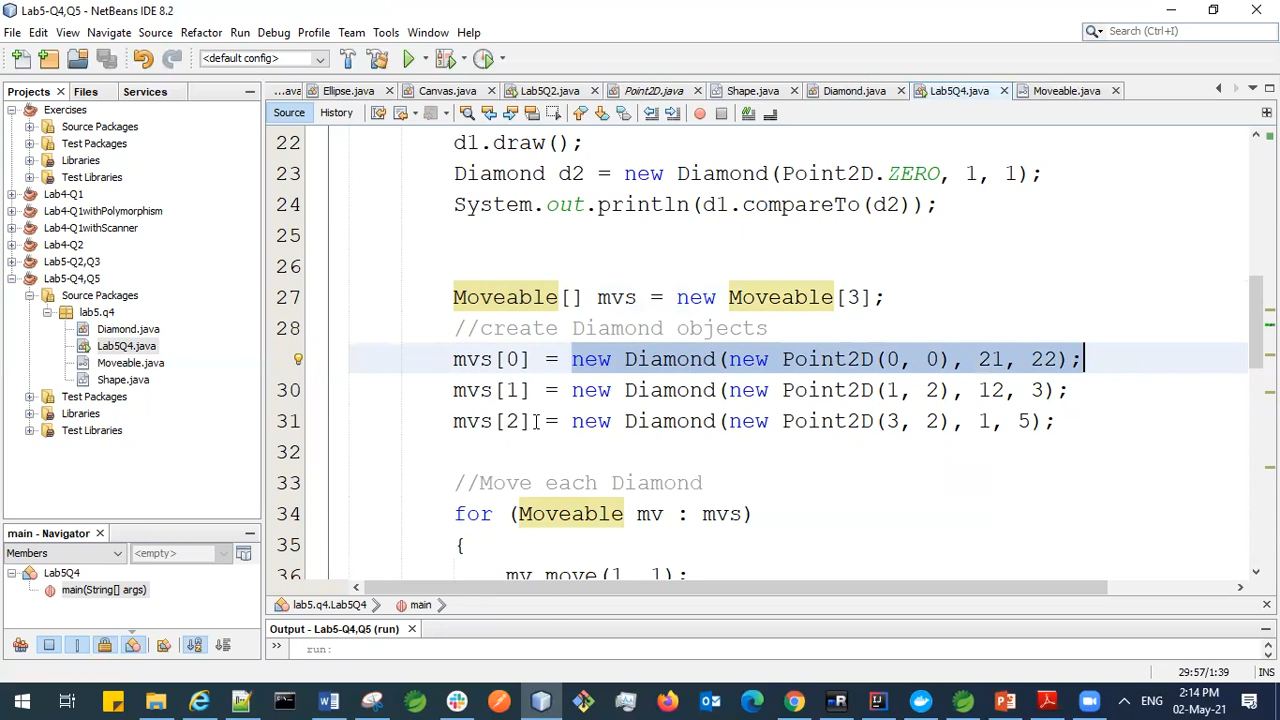 Lab5-Q4,Q5 - NetBeans IDE 8.2
File Edit View Navigate Source Refactor Run Debug Profile Team Tools Window Help
Search (Ctrl+I)
<default config>
Projects Files Services
...ava Ellipse.java Canvas.java Lab5Q2.java Point2D.java Shape.java Diamond.java Lab5Q4.java Moveable.java
Source History
Exercises
Source Packages
Test Packages
Libraries
Test Libraries
Lab4-Q1
Lab4-Q1withPolymorphism
Lab4-Q1withScanner
Lab4-Q2
Lab5-Q2,Q3
Lab5-Q4,Q5
Source Packages
lab5.q4
Diamond.java
Lab5Q4.java
Moveable.java
Shape.java
Test Packages
Libraries
Test Libraries
22 d1.draw();
23 Diamond d2 = new Diamond(Point2D.ZERO, 1, 1);
24 System.out.println(d1.compareTo(d2));
25
26
27 Moveable[] mvs = new Moveable[3];
28 //create Diamond objects
mvs[0] = new Diamond(new Point2D(0, 0), 21, 22);
30 mvs[1] = new Diamond(new Point2D(1, 2), 12, 3);
31 mvs[2] = new Diamond(new Point2D(3, 2), 1, 5);
32
33 //Move each Diamond
34 for (Moveable mv : mvs)
35 {
36 mv.move(1, 1);
main - Navigator
Members <empty>
Lab5Q4
main(String[] args)
lab5.q4.Lab5Q4 main
Output - Lab5-Q4,Q5 (run)
run:
29:57/1:39 INS
ENG
2:14 PM
02-May-21